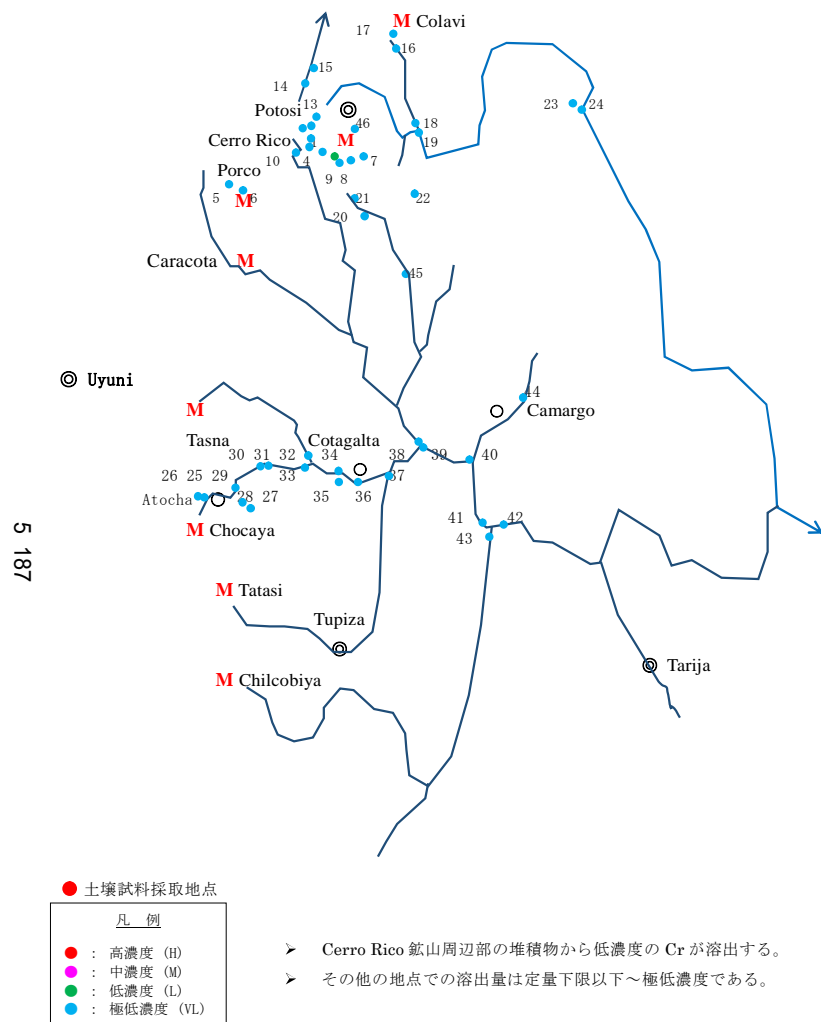 17 M Colavi
16
15
14
13
Potosi
46
23 24
18
Cerro Rico 1 M
19
10 4 7
Porco 9 8
5 6 21 22
M
20
Caracota M
45
Uyuni
44
M
Camargo
Tasna Cotagalta
30 31 32 34 38 39 40
33 37
26 25 29 35 36
28 27
Atocha
41 42
M Chocaya 43
M Tatasi
Tupiza
Tarija
M Chilcobiya
5 187
土壌試料採取地点
凡 例
: 高濃度 (H)
: 中濃度 (M)
: 低濃度 (L)
: 極低濃度 (VL)
➢ Cerro Rico 鉱山周辺部の堆積物から低濃度の Cr が溶出する。
➢ その他の地点での溶出量は定量下限以下～極低濃度である。